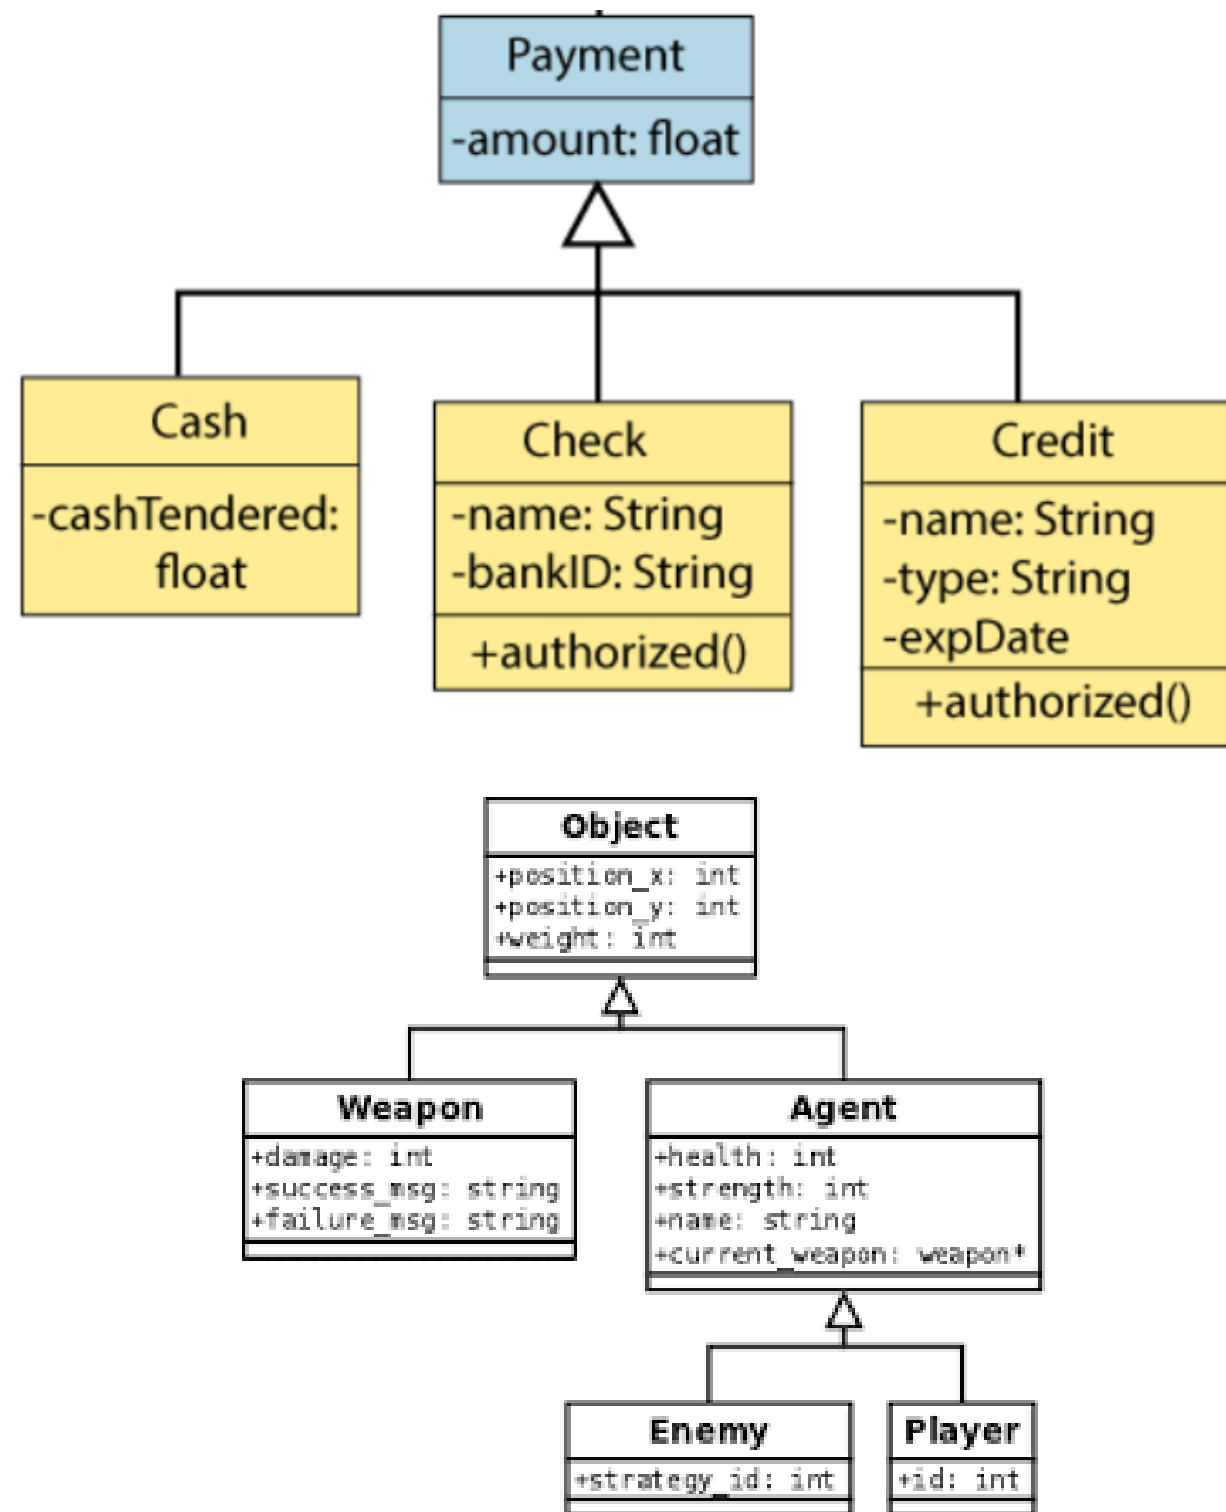 Payment
-amount: float
Cash
-cashTendered:
float
Check
-name: String
-bankID: String
+authorized()
Credit
-name: String
-type: String
-expDate
+authorized()
Object
+position_x: int
+position_y: int
+weight: int
Weapon
+damage: int
+success_msg: string
+failure_msg: string
Agent
+health: int
+strength: int
+name: string
+current_weapon: weapon*
Enemy
+strategy_id: int
Player
+id: int